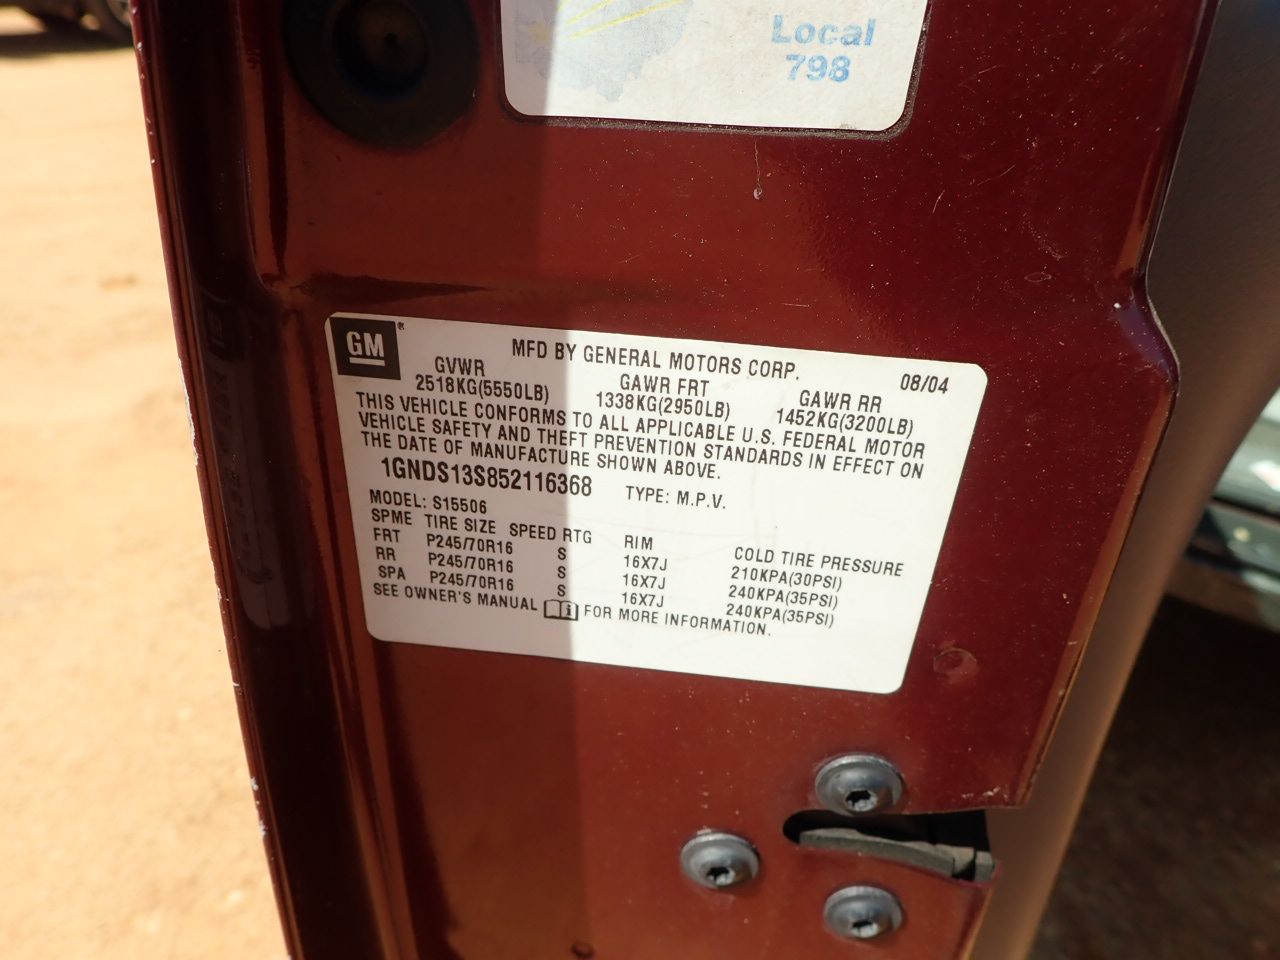 Local
798
GM®
MFD BY GENERAL MOTORS CORP. 08/04
GVWR GAWR FRT GAWR RR
2518KG(5550LB) 1338KG(2950LB) 1452KG(3200LB)
THIS VEHICLE CONFORMS TO ALL APPLICABLE U.S. FEDERAL MOTOR
VEHICLE SAFETY AND THEFT PREVENTION STANDARDS IN EFFECT ON
THE DATE OF MANUFACTURE SHOWN ABOVE.
1GNDS13S852116368 TYPE: M.P.V.
MODEL: S15506
SPME TIRE SIZE SPEED RTG RIM COLD TIRE PRESSURE
FRT P245/70R16 S 16X7J 210KPA(30PSI)
RR P245/70R16 S 16X7J 240KPA(35PSI)
SPA P245/70R16 S 16X7J 240KPA(35PSI)
SEE OWNER'S MANUAL FOR MORE INFORMATION.